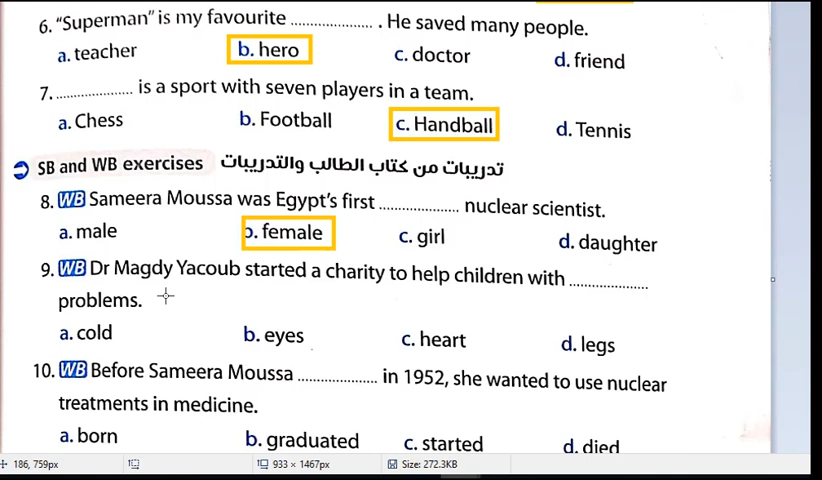 6. “Superman” is my favourite .................... . He saved many people.
a. teacher b. hero c. doctor d. friend
7. .................... is a sport with seven players in a team.
a. Chess b. Football c. Handball d. Tennis
SB and WB exercises تدريبات من كتاب الطالب والتدريبات
8. WB Sameera Moussa was Egypt’s first .................... nuclear scientist.
a. male b. female c. girl d. daughter
9. WB Dr Magdy Yacoub started a charity to help children with ....................
problems.
a. cold b. eyes c. heart d. legs
10. WB Before Sameera Moussa .................... in 1952, she wanted to use nuclear
treatments in medicine.
a. born b. graduated c. started d. died
186, 759px 933 × 1467px Size: 272.3KB